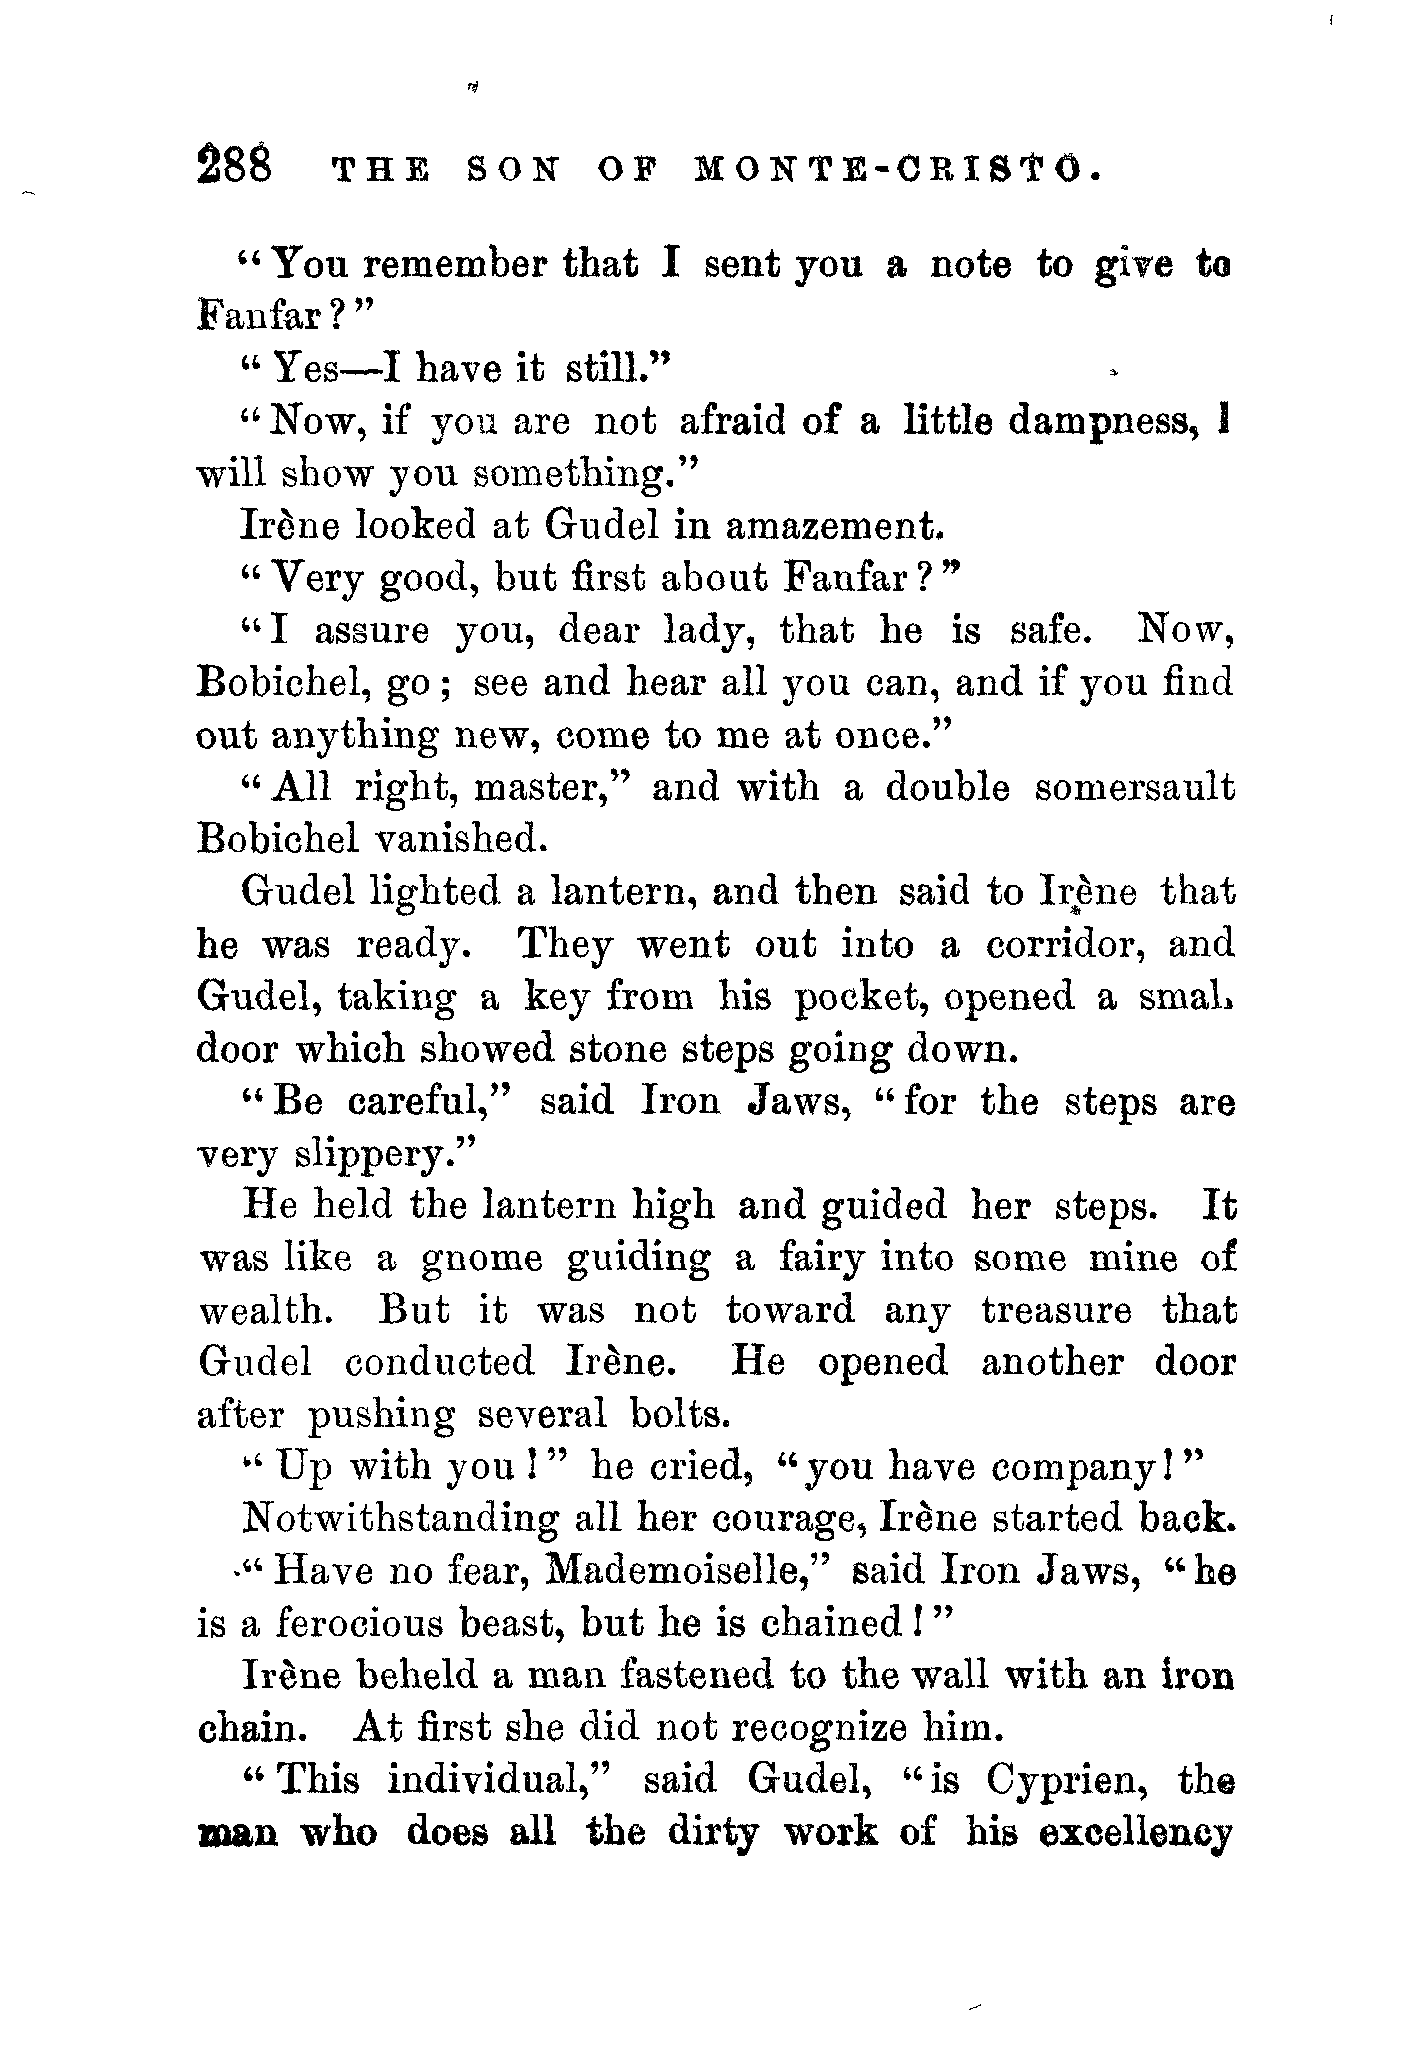 288 THE SON OF MONTE-CRISTO.
“You remember that I sent you a note to give to
Fanfar?”
“Yes—I have it still.”
“Now, if you are not afraid of a little dampness, I
will show you something.”
Irène looked at Gudel in amazement.
“Very good, but first about Fanfar?”
“I assure you, dear lady, that he is safe. Now,
Bobichel, go; see and hear all you can, and if you find
out anything new, come to me at once.”
“All right, master,” and with a double somersault
Bobichel vanished.
Gudel lighted a lantern, and then said to Irène that
he was ready. They went out into a corridor, and
Gudel, taking a key from his pocket, opened a small
door which showed stone steps going down.
“Be careful,” said Iron Jaws, “for the steps are
very slippery.”
He held the lantern high and guided her steps. It
was like a gnome guiding a fairy into some mine of
wealth. But it was not toward any treasure that
Gudel conducted Irène. He opened another door
after pushing several bolts.
“Up with you!” he cried, “you have company!”
Notwithstanding all her courage, Irène started back.
“Have no fear, Mademoiselle,” said Iron Jaws, “he
is a ferocious beast, but he is chained!”
Irène beheld a man fastened to the wall with an iron
chain. At first she did not recognize him.
“This individual,” said Gudel, “is Cyprien, the
man who does all the dirty work of his excellency